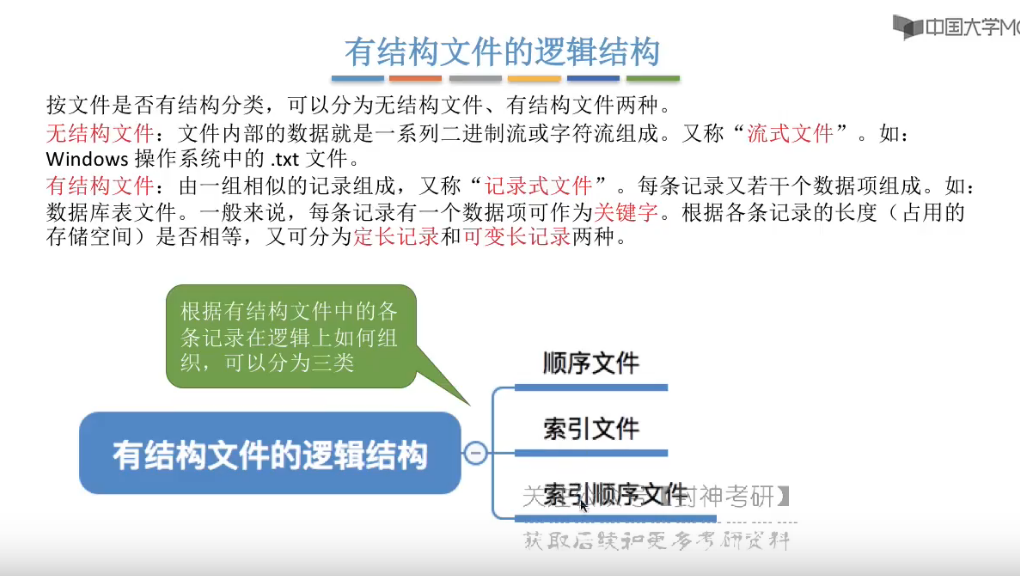 中国大学MO
有结构文件的逻辑结构
按文件是否有结构分类，可以分为无结构文件、有结构文件两种。
无结构文件：文件内部的数据就是一系列二进制流或字符流组成。又称“流式文件”。如：
Windows 操作系统中的 .txt 文件。
有结构文件：由一组相似的记录组成，又称“记录式文件”。每条记录又若干个数据项组成。如：
数据库表文件。一般来说，每条记录有一个数据项可作为关键字。根据各条记录的长度（占用的
存储空间）是否相等，又可分为定长记录和可变长记录两种。
根据有结构文件中的各
条记录在逻辑上如何组
织，可以分为三类
顺序文件
索引文件
有结构文件的逻辑结构
索引顺序文件
封神考研】
获取后续和更多考研资料